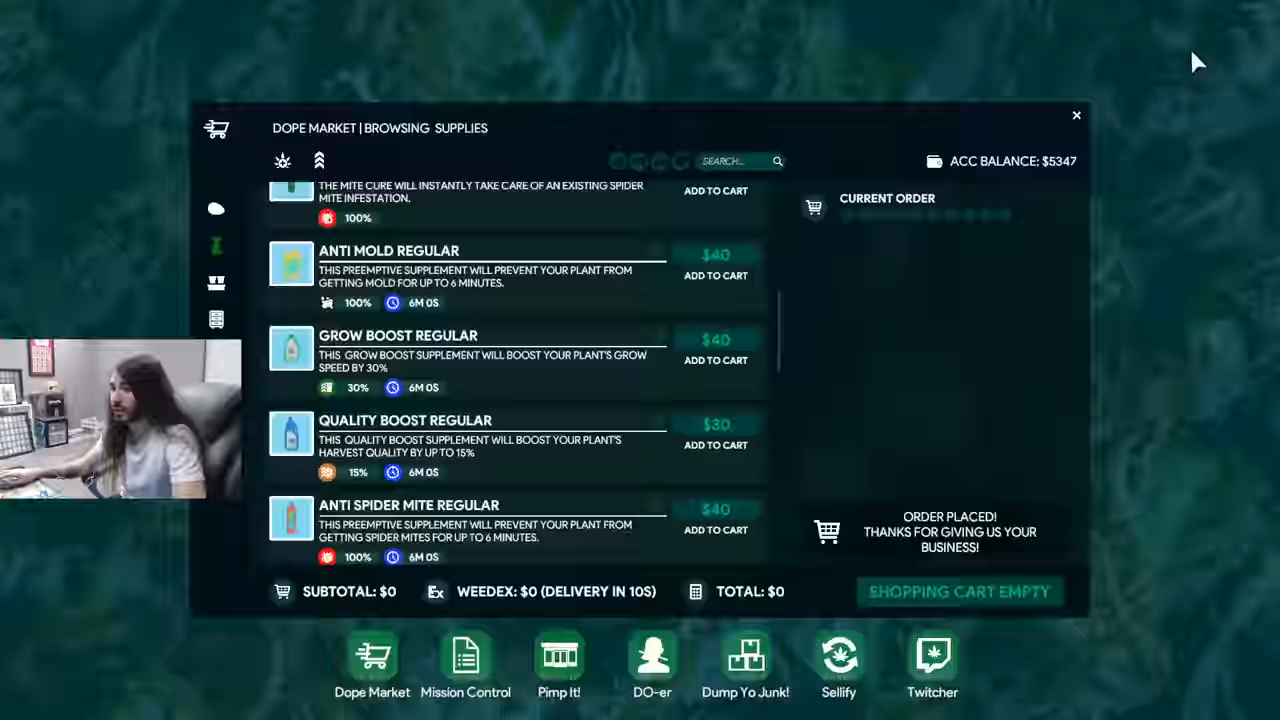 DOPE MARKET | BROWSING SUPPLIES
SEARCH...
ACC BALANCE: $5347
THE MITE CURE WILL INSTANTLY TAKE CARE OF AN EXISTING SPIDER
MITE INFESTATION.
ADD TO CART
100%
ANTI MOLD REGULAR
THIS PREEMPTIVE SUPPLEMENT WILL PREVENT YOUR PLANT FROM
GETTING MOLD FOR UP TO 6 MINUTES.
100% 6M 0S
$40
ADD TO CART
GROW BOOST REGULAR
THIS GROW BOOST SUPPLEMENT WILL BOOST YOUR PLANT'S GROW
SPEED BY 30%
30% 6M 0S
$40
ADD TO CART
QUALITY BOOST REGULAR
THIS QUALITY BOOST SUPPLEMENT WILL BOOST YOUR PLANT'S
HARVEST QUALITY BY UP TO 15%
15% 6M 0S
$30
ADD TO CART
ANTI SPIDER MITE REGULAR
THIS PREEMPTIVE SUPPLEMENT WILL PREVENT YOUR PLANT FROM
GETTING SPIDER MITES FOR UP TO 6 MINUTES.
100% 6M 0S
$40
ADD TO CART
CURRENT ORDER
ORDER PLACED!
THANKS FOR GIVING US YOUR
BUSINESS!
SUBTOTAL: $0
Ex WEEDEX: $0 (DELIVERY IN 10S)
TOTAL: $0
SHOPPING CART EMPTY
Dope Market
Mission Control
Pimp It!
DO-er
Dump Yo Junk!
Sellify
Twitcher